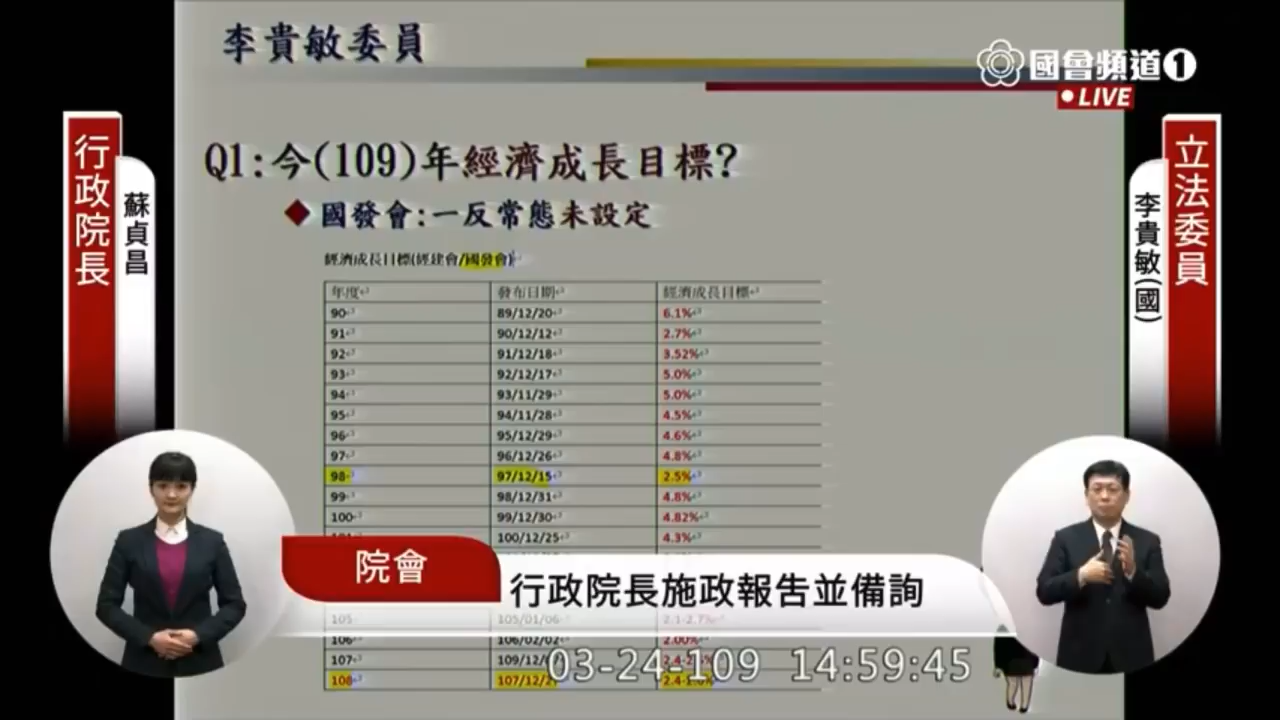 李貴敏委員
國會頻道1
LIVE
行政院長
蘇貞昌
立法委員
李貴敏(國)
Q1:今(109)年經濟成長目標?
國發會:一反常態未設定
經濟成長目標(經建會/國發會)
年度 發布日期 經濟成長目標
90 89/12/20 6.1%
91 90/12/12 2.7%
92 91/12/18 3.52%
93 92/12/17 5.0%
94 93/11/29 5.0%
95 94/11/28 4.5%
96 95/12/29 4.6%
97 96/12/26 4.8%
98 97/12/15 2.5%
99 98/12/31 4.8%
100 99/12/30 4.82%
100/12/25 4.3%
院會
行政院長施政報告並備詢
105 105/01/06 2.1-2.7%
106 106/02/02 2.00%
107
108
03-24-109 14:59:45